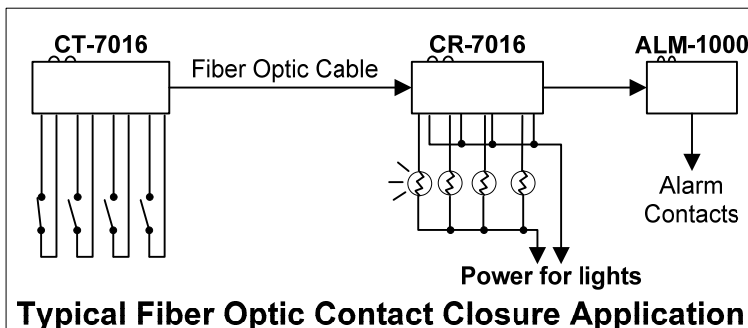 CT-7016
CR-7016
ALM-1000
Fiber Optic Cable
Alarm
Contacts
Power for lights
Typical Fiber Optic Contact Closure Application